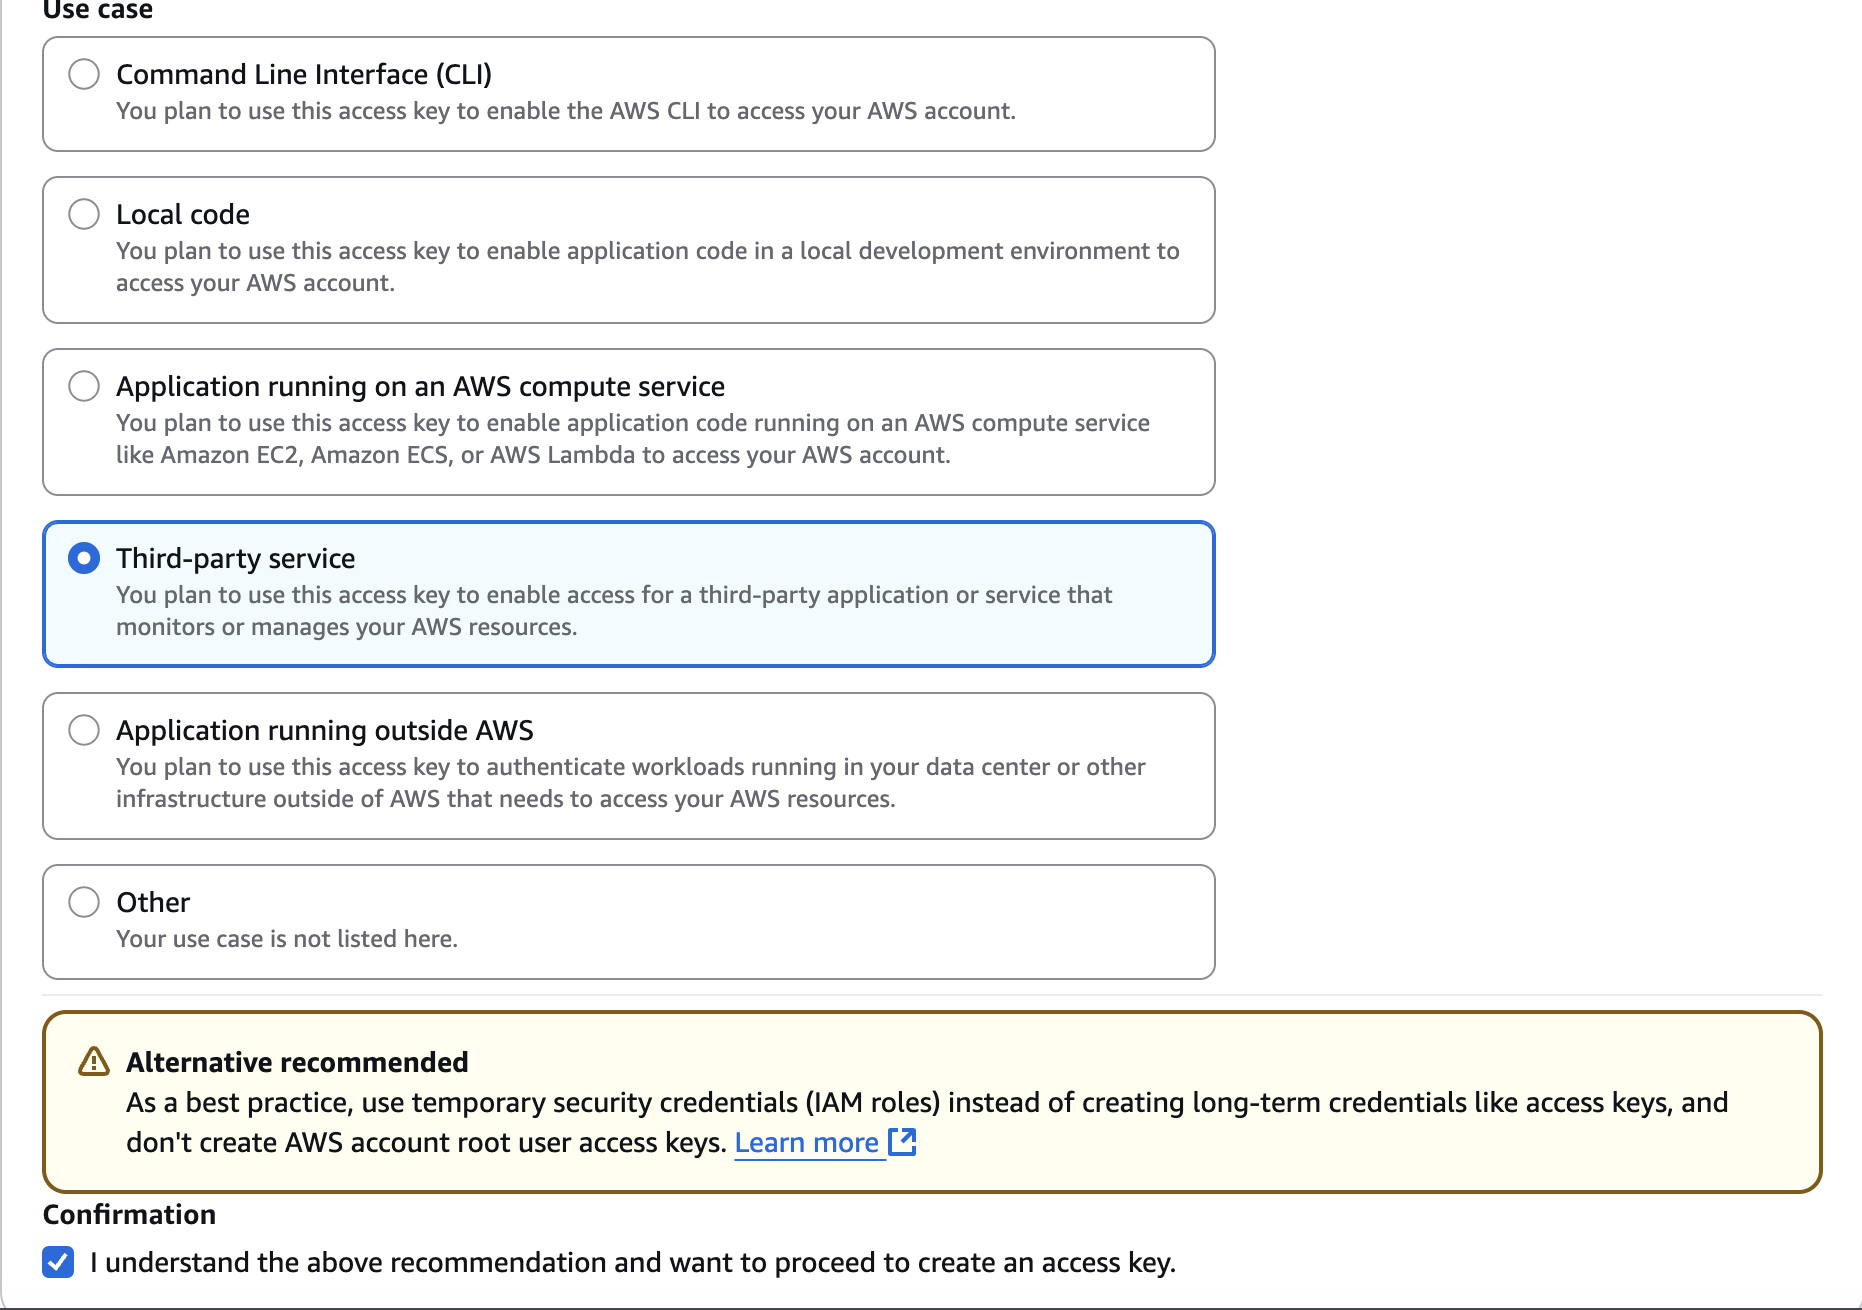 Use case
Command Line Interface (CLI)
You plan to use this access key to enable the AWS CLI to access your AWS account.
Local code
You plan to use this access key to enable application code in a local development environment to
access your AWS account.
Application running on an AWS compute service
You plan to use this access key to enable application code running on an AWS compute service
like Amazon EC2, Amazon ECS, or AWS Lambda to access your AWS account.
Third-party service
You plan to use this access key to enable access for a third-party application or service that
monitors or manages your AWS resources.
Application running outside AWS
You plan to use this access key to authenticate workloads running in your data center or other
infrastructure outside of AWS that needs to access your AWS resources.
Other
Your use case is not listed here.
Alternative recommended
As a best practice, use temporary security credentials (IAM roles) instead of creating long-term credentials like access keys, and
don't create AWS account root user access keys. Learn more
Confirmation
I understand the above recommendation and want to proceed to create an access key.